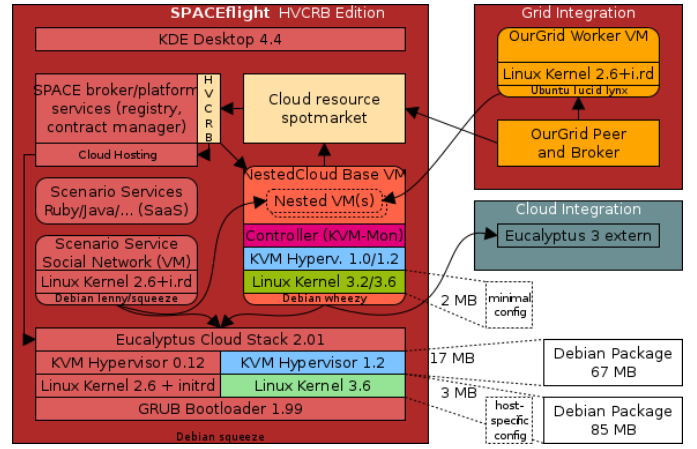 SPACEflight HVCRB Edition
KDE Desktop 4.4
SPACE broker/platform
services (registry,
contract manager)
Cloud Hosting
H
V
C
R
B
Cloud resource
spotmarket
Scenario Services
Ruby/Java/... (SaaS)
Scenario Service
Social Network (VM)
Linux Kernel 2.6+i.rd
Debian lenny/squeeze
NestedCloud Base VM
Nested VM(s)
Controller (KVM-Mon)
KVM Hyperv. 1.0/1.2
Linux Kernel 3.2/3.6
Debian wheezy
Eucalyptus Cloud Stack 2.01
KVM Hypervisor 0.12
KVM Hypervisor 1.2
Linux Kernel 2.6 + initrd
Linux Kernel 3.6
GRUB Bootloader 1.99
Debian squeeze
Grid Integration
OurGrid Worker VM
Linux Kernel 2.6+i.rd
Ubuntu lucid lynx
OurGrid Peer
and Broker
Cloud Integration
Eucalyptus 3 extern
2 MB
minimal
config
17 MB
Debian Package
67 MB
3 MB
host-
specific
config
Debian Package
85 MB